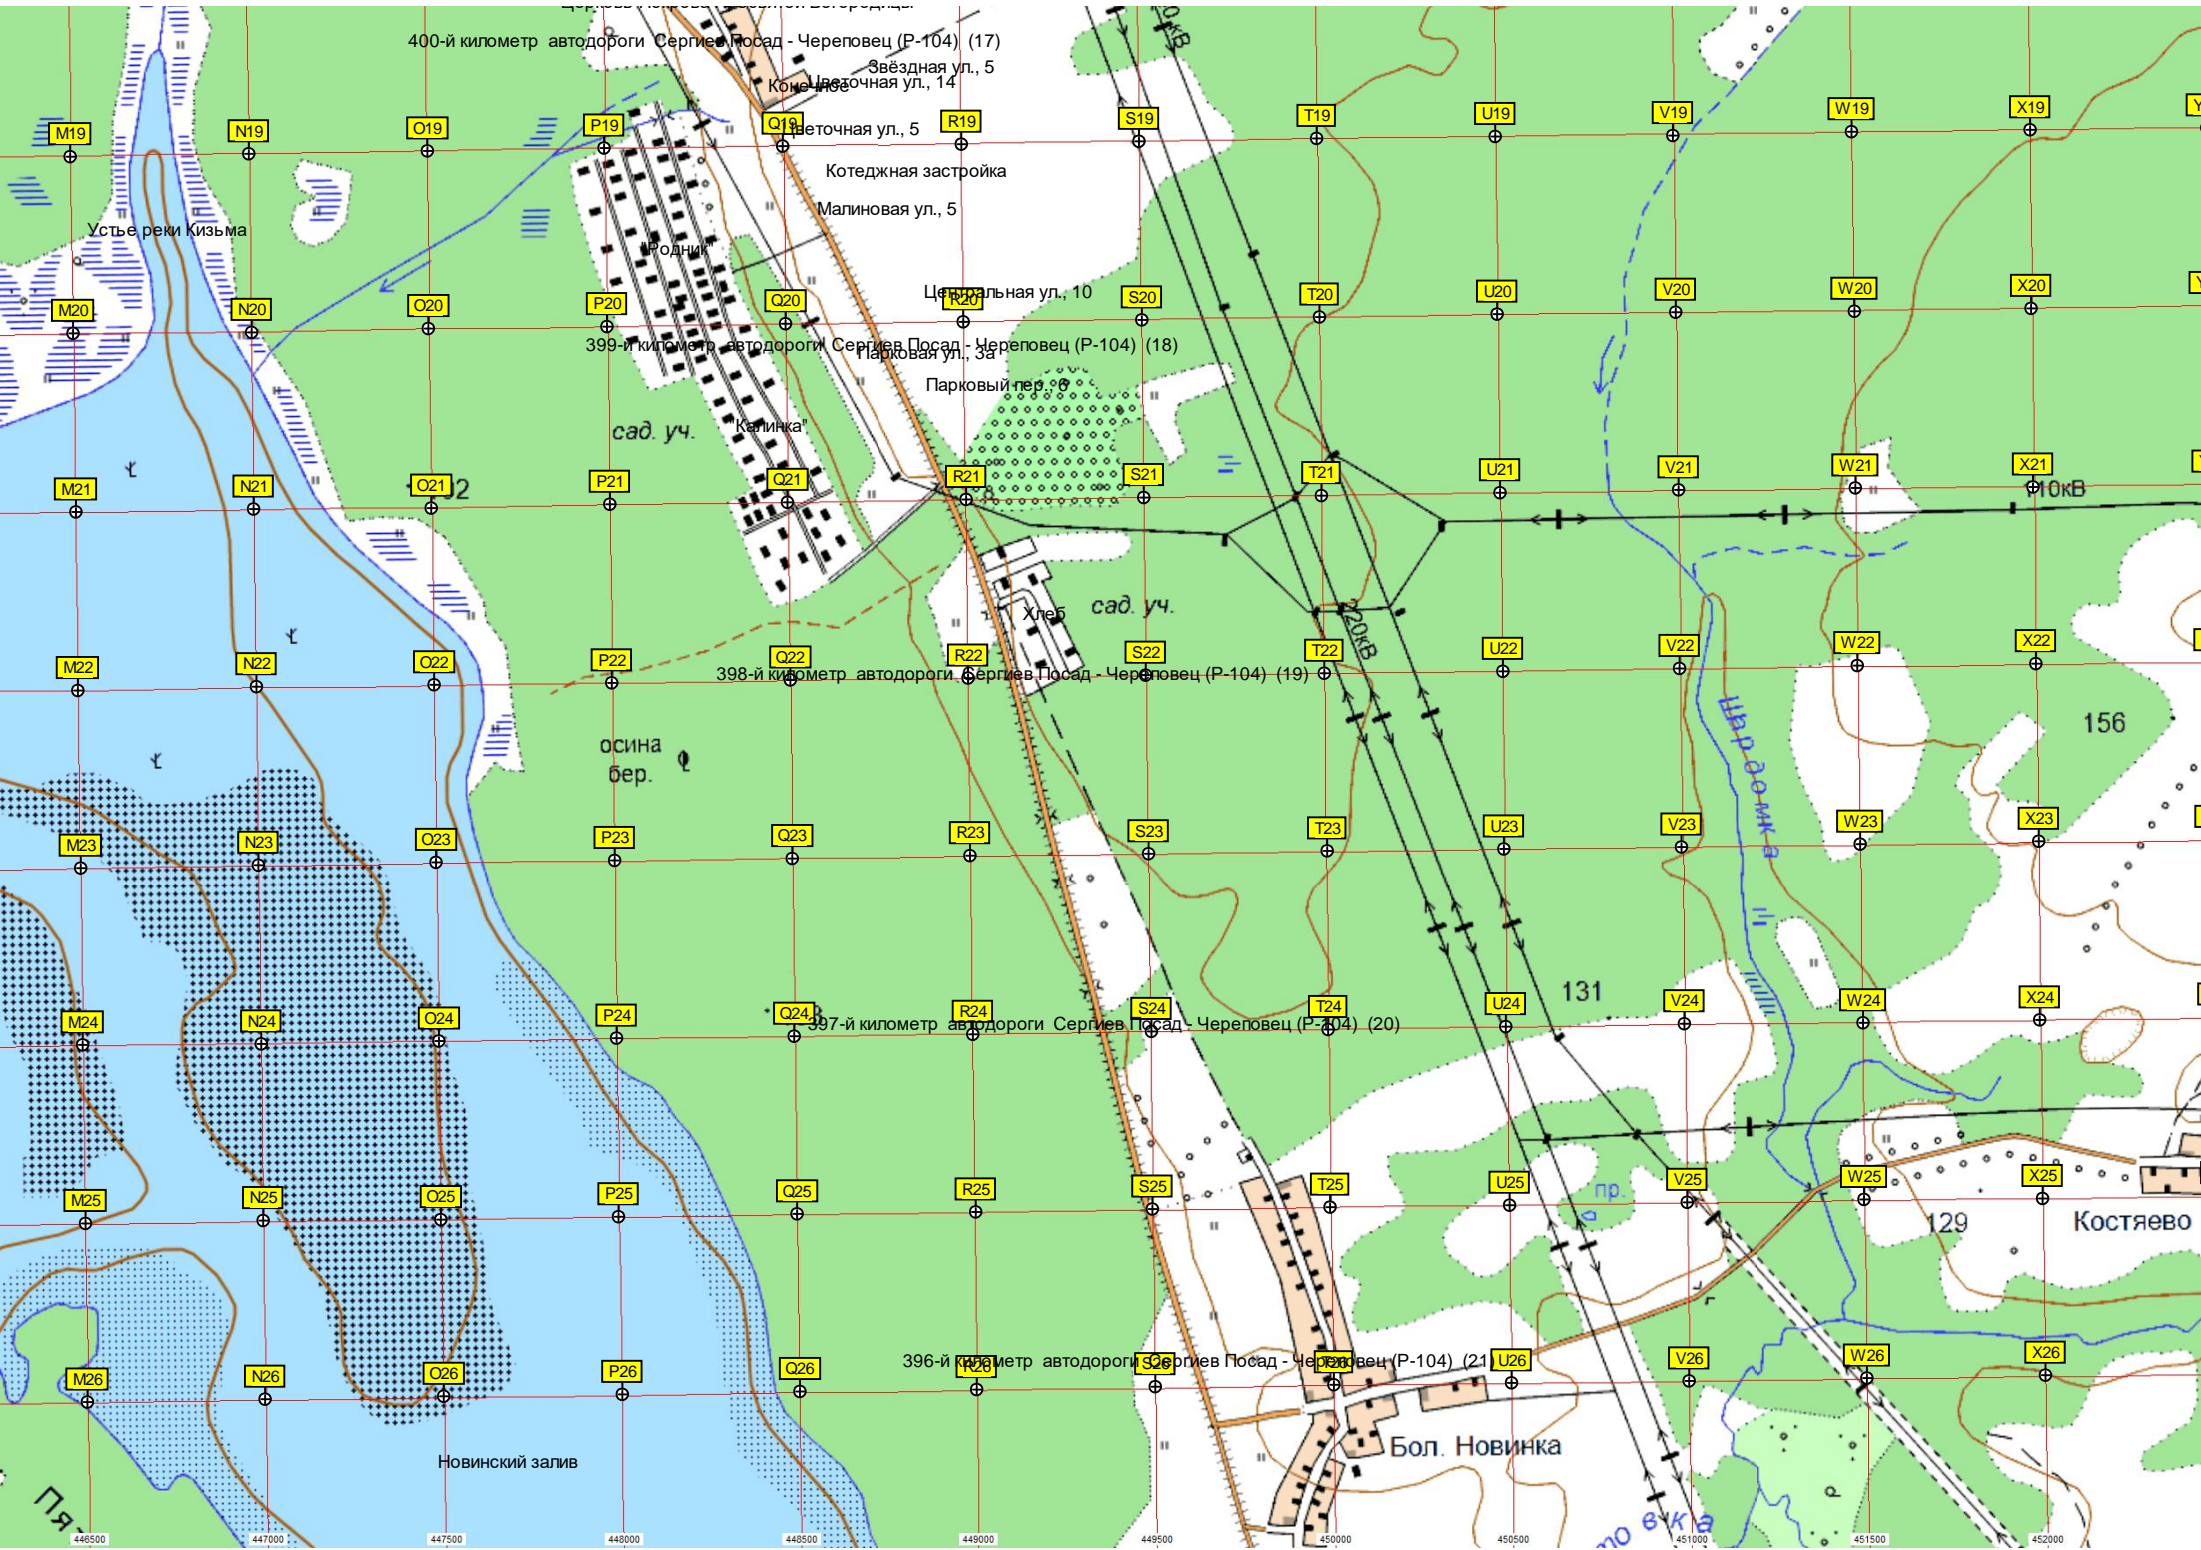 400-й километр автодороги Сергиев Посад - Череповец (Р-104) (17)
Звёздная ул., 5
Конечное
Цветочная ул., 14
M19 N19 O19 P19 Q19 R19 S19 T19 U19 V19 W19 X19
Цветочная ул., 5
Котеджная застройка
Малиновая ул., 5
Устье реки Кизьма
"Родник"
Центральная ул., 10
M20 N20 O20 P20 Q20 R20 S20 T20 U20 V20 W20 X20
399-й километр автодороги Сергиев Посад - Череповец (Р-104) (18)
Парковая ул., 3а
Парковый пер., 6
сад. уч.
"Калинка"
M21 N21 O21 P21 Q21 R21 S21 T21 U21 V21 W21 X21
110кВ
Хлеб
сад. уч.
220кВ
M22 N22 O22 P22 Q22 R22 S22 T22 U22 V22 W22 X22
398-й километр автодороги Сергиев Посад - Череповец (Р-104) (19)
156
осина
бер.
Шардомка
M23 N23 O23 P23 Q23 R23 S23 T23 U23 V23 W23 X23
131
M24 N24 O24 P24 Q24 R24 S24 T24 U24 V24 W24 X24
397-й километр автодороги Сергиев Посад - Череповец (Р-104) (20)
M25 N25 O25 P25 Q25 R25 S25 T25 U25 V25 W25 X25
пр.
129
Костяево
396-й километр автодороги Сергиев Посад - Череповец (Р-104) (21)
M26 N26 O26 P26 Q26 R26 S26 T26 U26 V26 W26 X26
Бол. Новинка
Новинский залив
446500 447000 447500 448000 448500 449000 449500 450000 450500 451000 451500 452000